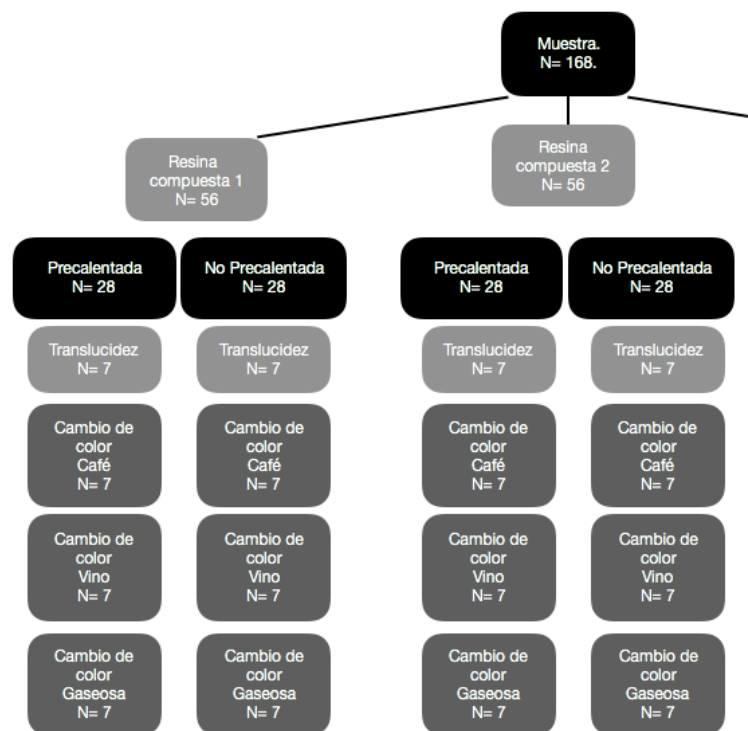 Muestra.
N= 168.
Resina
compuesta 1
N= 56
Resina
compuesta 2
N= 56
Precalentada
N= 28
No Precalentada
N= 28
Precalentada
N= 28
No Precalentada
N= 28
Translucidez
N= 7
Translucidez
N= 7
Translucidez
N= 7
Translucidez
N= 7
Cambio de
color
Café
N= 7
Cambio de
color
Café
N= 7
Cambio de
color
Café
N= 7
Cambio de
color
Café
N= 7
Cambio de
color
Vino
N= 7
Cambio de
color
Vino
N= 7
Cambio de
color
Vino
N= 7
Cambio de
color
Vino
N= 7
Cambio de
color
Gaseosa
N= 7
Cambio de
color
Gaseosa
N= 7
Cambio de
color
Gaseosa
N= 7
Cambio de
color
Gaseosa
N= 7